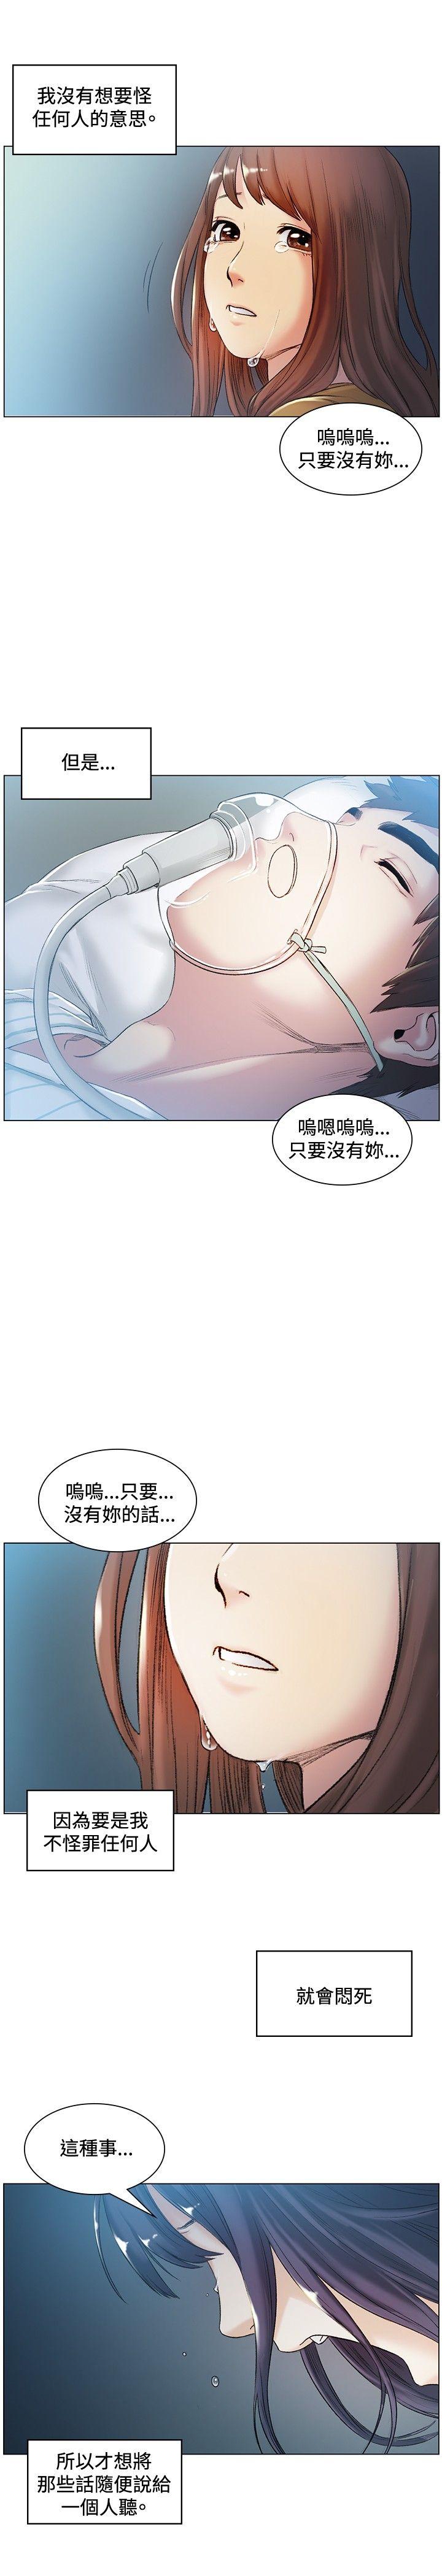 我沒有想要怪
任何人的意思。
嗚嗚嗚...
只要沒有妳...
但是...
嗚嗯嗚嗚...
只要沒有妳...
嗚嗚...只要...
沒有妳的話...
因為要是我
不怪罪任何人
就會悶死
這種事...
所以才想將
那些話隨便說給
一個人聽。